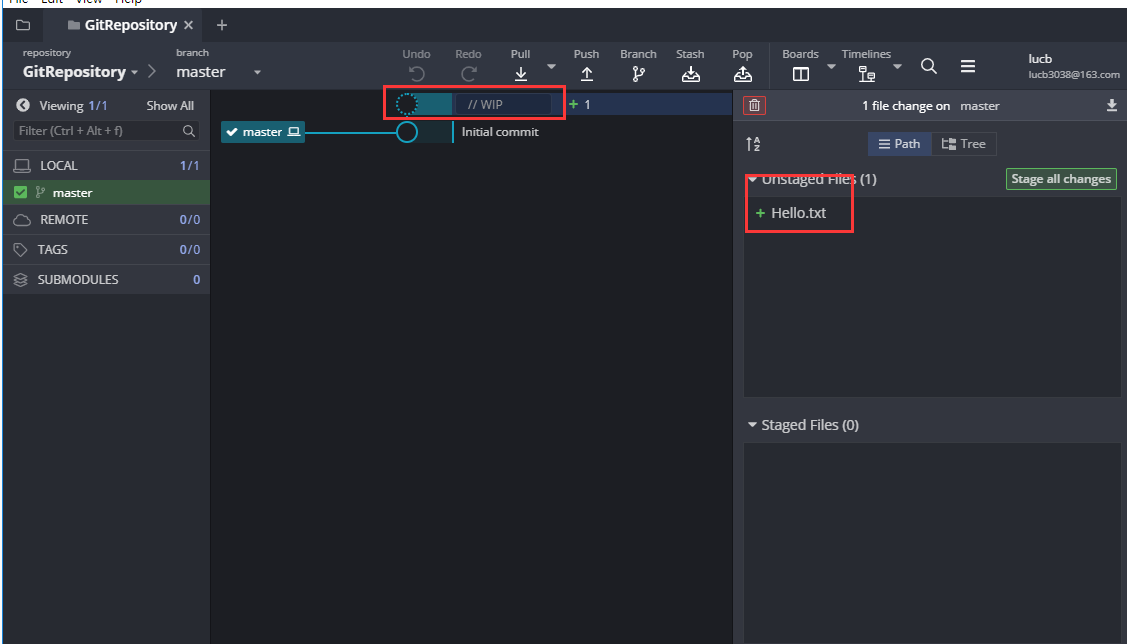 File Edit View Help
GitRepository
repository
GitRepository
branch
master
Undo
Redo
Pull
Push
Branch
Stash
Pop
Boards
Timelines
lucb
lucb3038@163.com
Viewing 1/1 Show All
Filter (Ctrl + Alt + f)
LOCAL 1/1
master
REMOTE 0/0
TAGS 0/0
SUBMODULES 0
// WIP + 1
master Initial commit
1 file change on master
Path Tree
Unstaged Files (1) Stage all changes
+ Hello.txt
Staged Files (0)